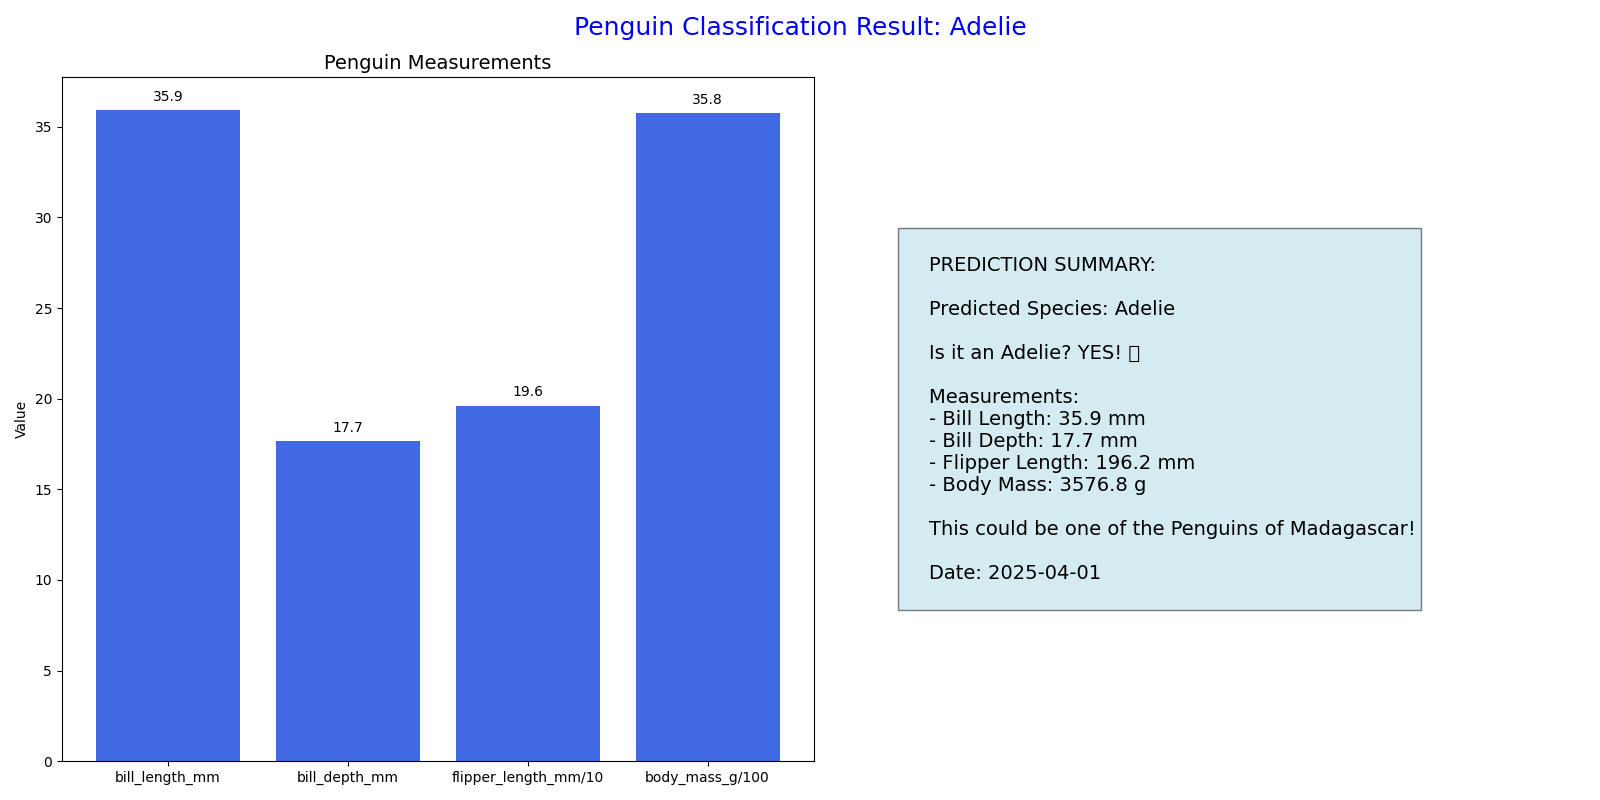 Penguin Classification Result: Adelie
Penguin Measurements
35.9
17.7
19.6
35.8
35
30
25
20
15
10
5
0
Value
bill_length_mm
bill_depth_mm
flipper_length_mm/10
body_mass_g/100
PREDICTION SUMMARY:
Predicted Species: Adelie
Is it an Adelie? YES! 
Measurements:
- Bill Length: 35.9 mm
- Bill Depth: 17.7 mm
- Flipper Length: 196.2 mm
- Body Mass: 3576.8 g
This could be one of the Penguins of Madagascar!
Date: 2025-04-01